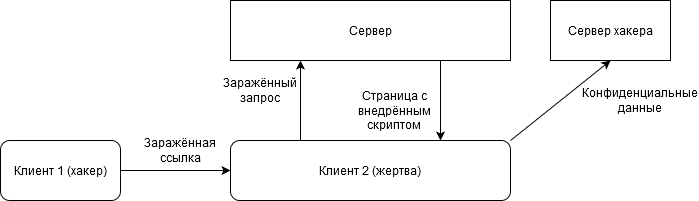 Сервер
Сервер хакера
Заражённый
запрос
Страница с
внедрённым
скриптом
Конфиденциальные
данные
Заражённая
ссылка
Клиент 1 (хакер)
Клиент 2 (жертва)